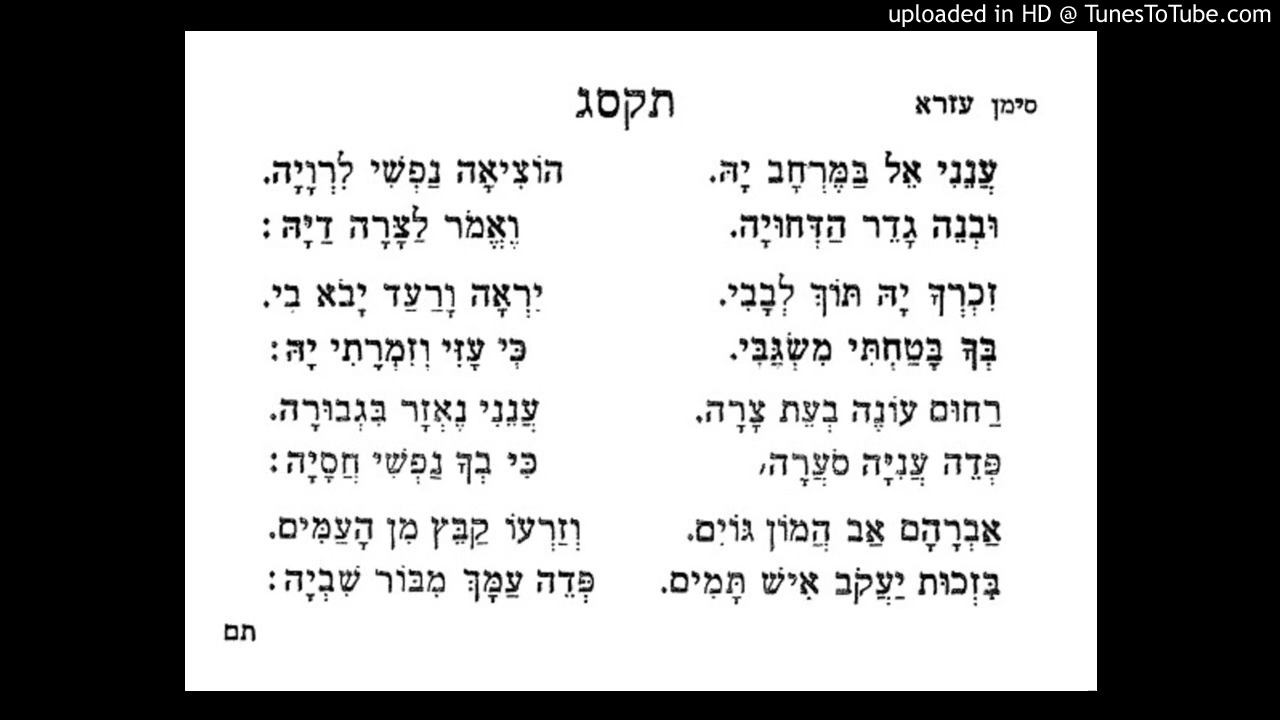 uploaded in HD @ TunesToTube.com
סימן עזרא
תקסג
עֲנֵנִי אֵל בַּמֶּרְחָב יָהּ. הוֹצִיאָה נַפְשִׁי לִרְוָיָה.
וּבְנֵה גָדֵר הַדְּחוּיָה. וְאֱמֹר לַצָּרָה דַיָּהּ:
זִכְרְךָ יָהּ תּוֹךְ לְבָבִי. יִרְאָה וָרַעַד יָבֹא בִי.
בְּךָ בָּטַחְתִּי מִשְׂגַּבִּי. כְּי עָזִּי וְזִמְרָתִי יָהּ:
רַחוּם עוֹנֶה בְעֵת צָרָה. עֲנֵנִי נֶאְזָר בִּגְבוּרָה.
פְּדֵה עֲנִיָּה סֹעֲרָה, כִּי בְךָ נַפְשִׁי חֲסָיָה:
אַבְרָהָם אַב הֲמוֹן גּוֹיִם. וְזַרְעוֹ קַבֵּץ מִן הָעַמִּים.
בִּזְכוּת יַעֲקֹב אִישׁ תָּמִים. פְּדֵה עַמָּךְ מִבּוֹר שִׁבְיָה:
תם